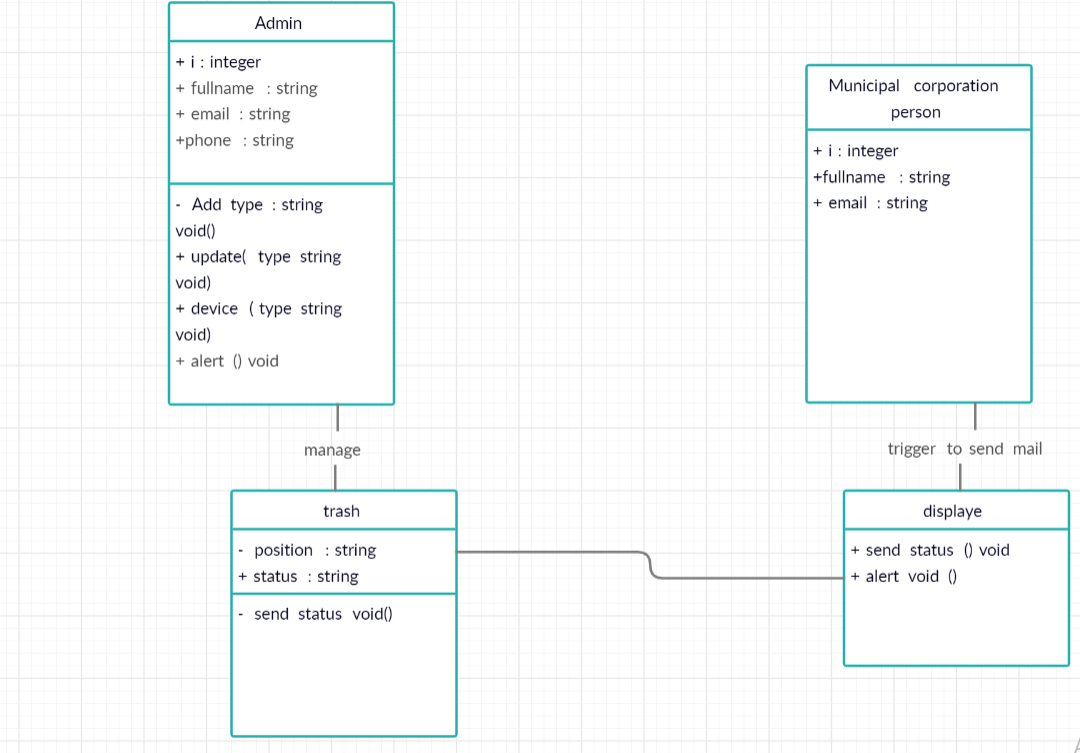 Admin
+ i : integer
+ fullname : string
+ email : string
+phone : string
- Add type : string
void()
+ update( type string
void)
+ device ( type string
void)
+ alert () void
manage
trash
- position : string
+ status : string
- send status void()
Municipal corporation
person
+ i : integer
+fullname : string
+ email : string
trigger to send mail
displaye
+ send status () void
+ alert void ()